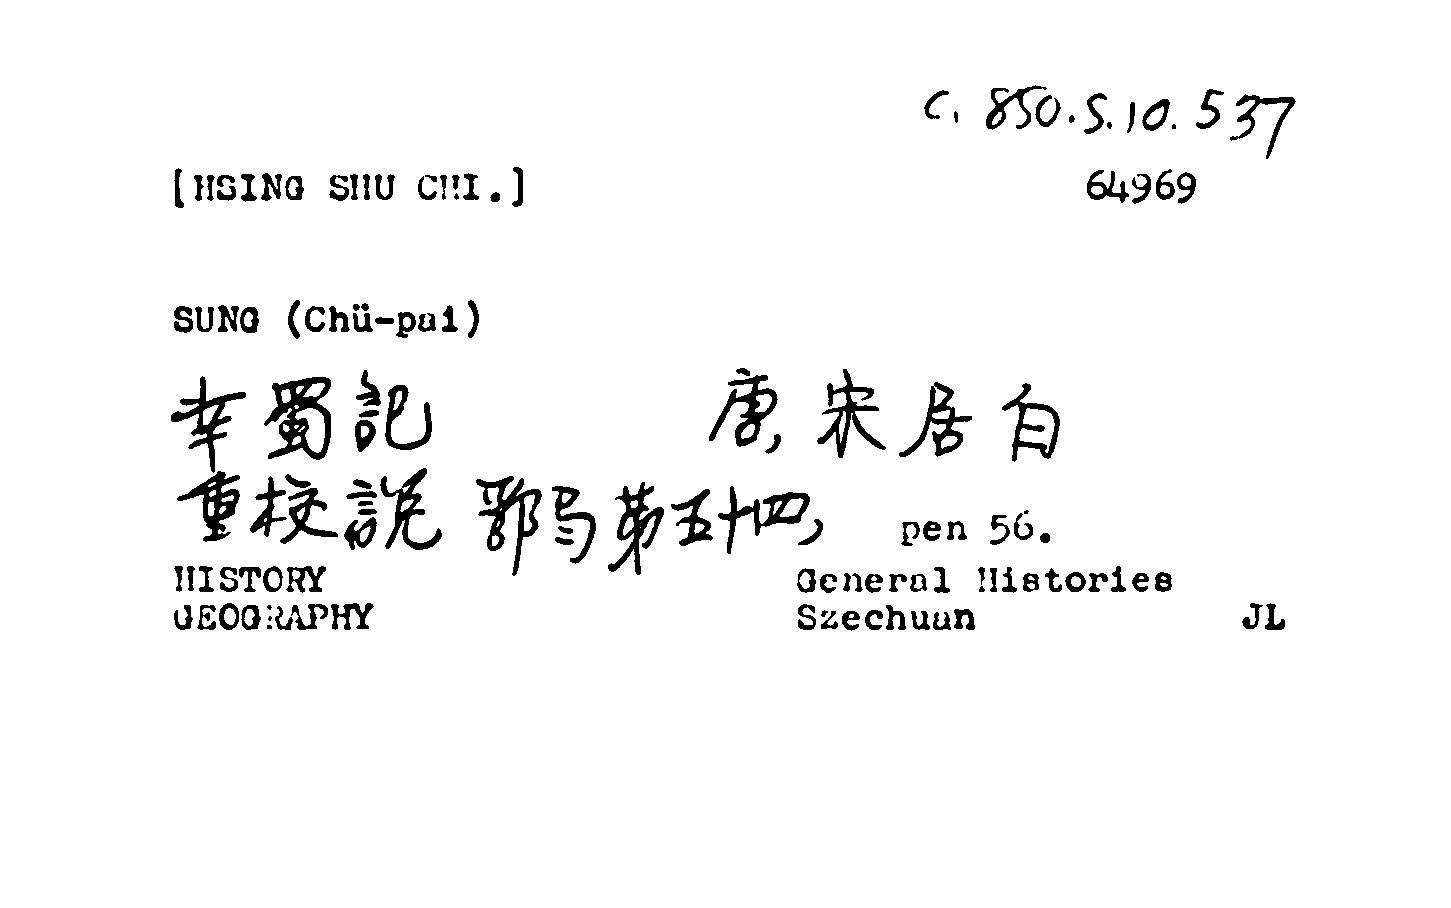 C. 850.S.10.537
[HSING SHU CHI.] 64969
SUNG (Chü-pai)
幸蜀記 唐, 宋居白
重校說郛弓第五十四, pen 56.
HISTORY General Histories
GEOGRAPHY Szechuan JL